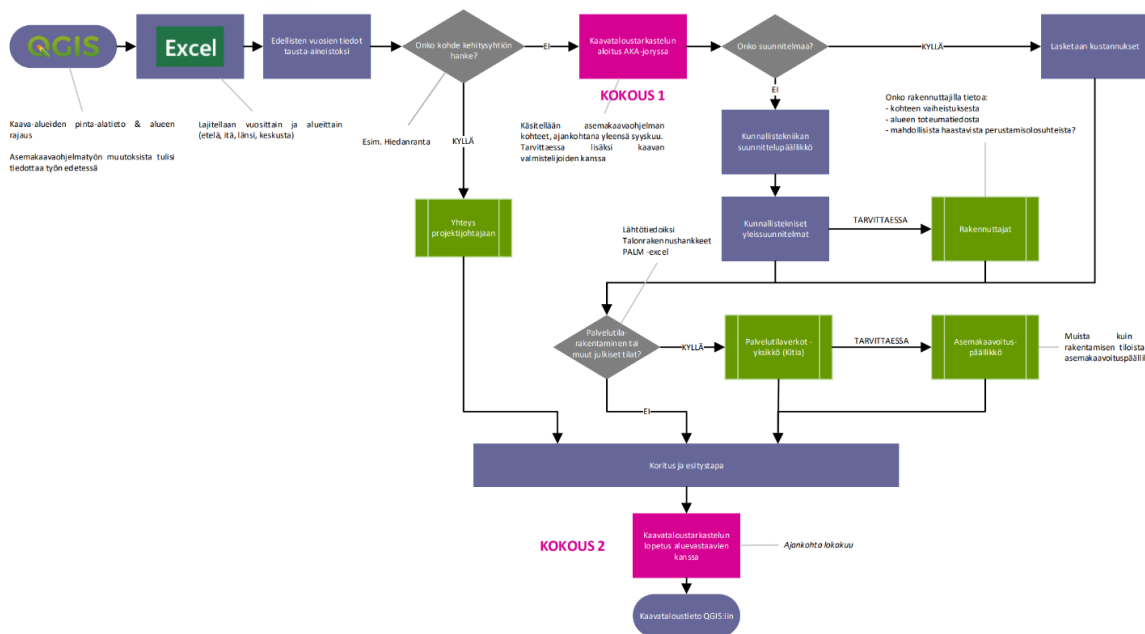 QGIS
Excel
Edellisten vuosien tiedot
tausta-aineistoksi
Onko kohde kehitysyhtiön
hanke?
EI
Kaavataloustarkastelun
aloitus AKA-joryssa
Onko suunnitelmaa?
KYLLÄ
Lasketaan kustannukset
KOKOUS 1
Kaava-alueiden pinta-alatieto & alueen
rajaus
Asemakaavaohjelmatyön muutoksista tulisi
tiedottaa työn edetessä
Lajitellaan vuosittain ja alueittain
(etelä, itä, länsi, keskusta)
Esim. Hiedanranta
KYLLÄ
Käsitellään asemakaavaohjelman
kohteet, ajankohtana yleensä syyskuu.
Tarvittaessa lisäksi kaavan
valmistelijoiden kanssa
EI
Kunnallistekniikan
suunnittelupäällikkö
Onko rakennuttajilla tietoa:
- kohteen vaiheistuksesta
- alueen toteumatiedosta
- mahdollisista haastavista perustamisolosuhteista?
Yhteys
projektijohtajaan
Kunnallistekniset
yleissuunnitelmat
TARVITTAESSA
Rakennuttajat
Lähtötiedoiksi
Talonrakennushankkeet
PALM -excel
Palvelutila-
rakentaminen tai
muut julkiset tilat?
KYLLÄ
Palvelutilaverkot -
yksikkö (Kitia)
TARVITTAESSA
Asemakaavoitus-
päällikkö
Muista kuin
rakentamisen tiloista
asemakaavoituspäälli
EI
Koritus ja esitystapa
KOKOUS 2
Kaavataloustarkastelun
lopetus aluevastaavien
kanssa
Ajankohta lokakuu
Kaavataloustieto QGIS:iin